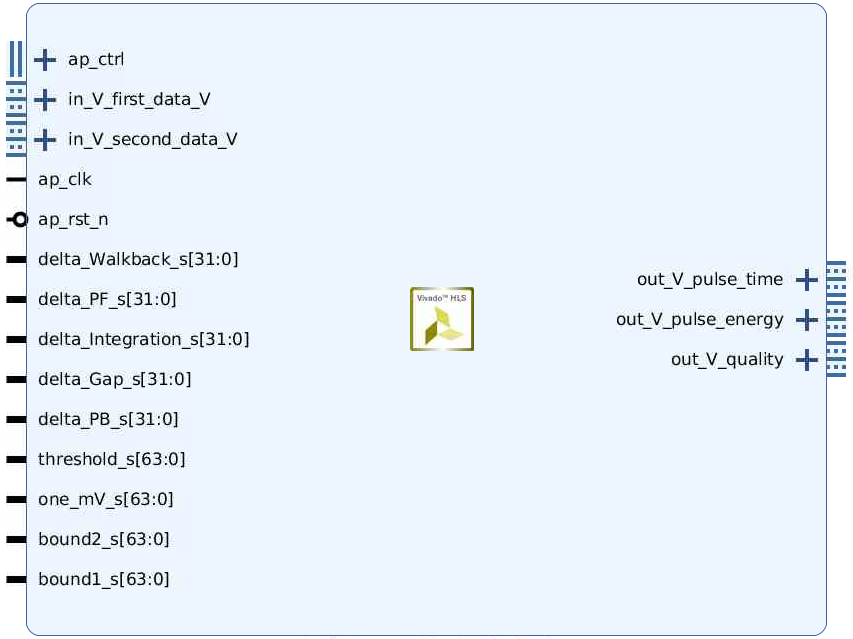 ap_ctrl
in_V_first_data_V
in_V_second_data_V
ap_clk
ap_rst_n
delta_Walkback_s[31:0]
delta_PF_s[31:0]
delta_Integration_s[31:0]
delta_Gap_s[31:0]
delta_PB_s[31:0]
threshold_s[63:0]
one_mV_s[63:0]
bound2_s[63:0]
bound1_s[63:0]
Vivado™ HLS
out_V_pulse_time
out_V_pulse_energy
out_V_quality